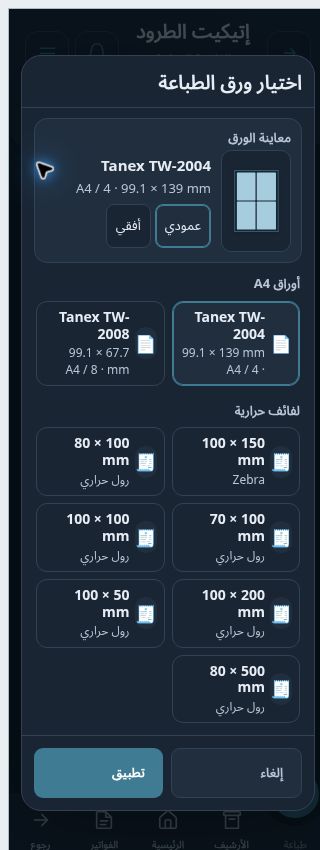 إتيكيت الطرود
اختيار ورق الطباعة
معاينة الورق
Tanex TW-2004
A4 / 4 · 99.1 × 139 mm
عمودي
أفقي
أوراق A4
Tanex TW-
2004
99.1 × 139 mm
A4 / 4 ·
Tanex TW-
2008
99.1 × 67.7
A4 / 8 · mm
لفائف حرارية
100 × 150
mm
Zebra
80 × 100
mm
رول حراري
70 × 100
mm
رول حراري
100 × 100
mm
رول حراري
100 × 200
mm
رول حراري
100 × 50
mm
رول حراري
80 × 500
mm
رول حراري
إلغاء
تطبيق
طباعة
الأرشيف
الرئيسية
الفواتير
رجوع